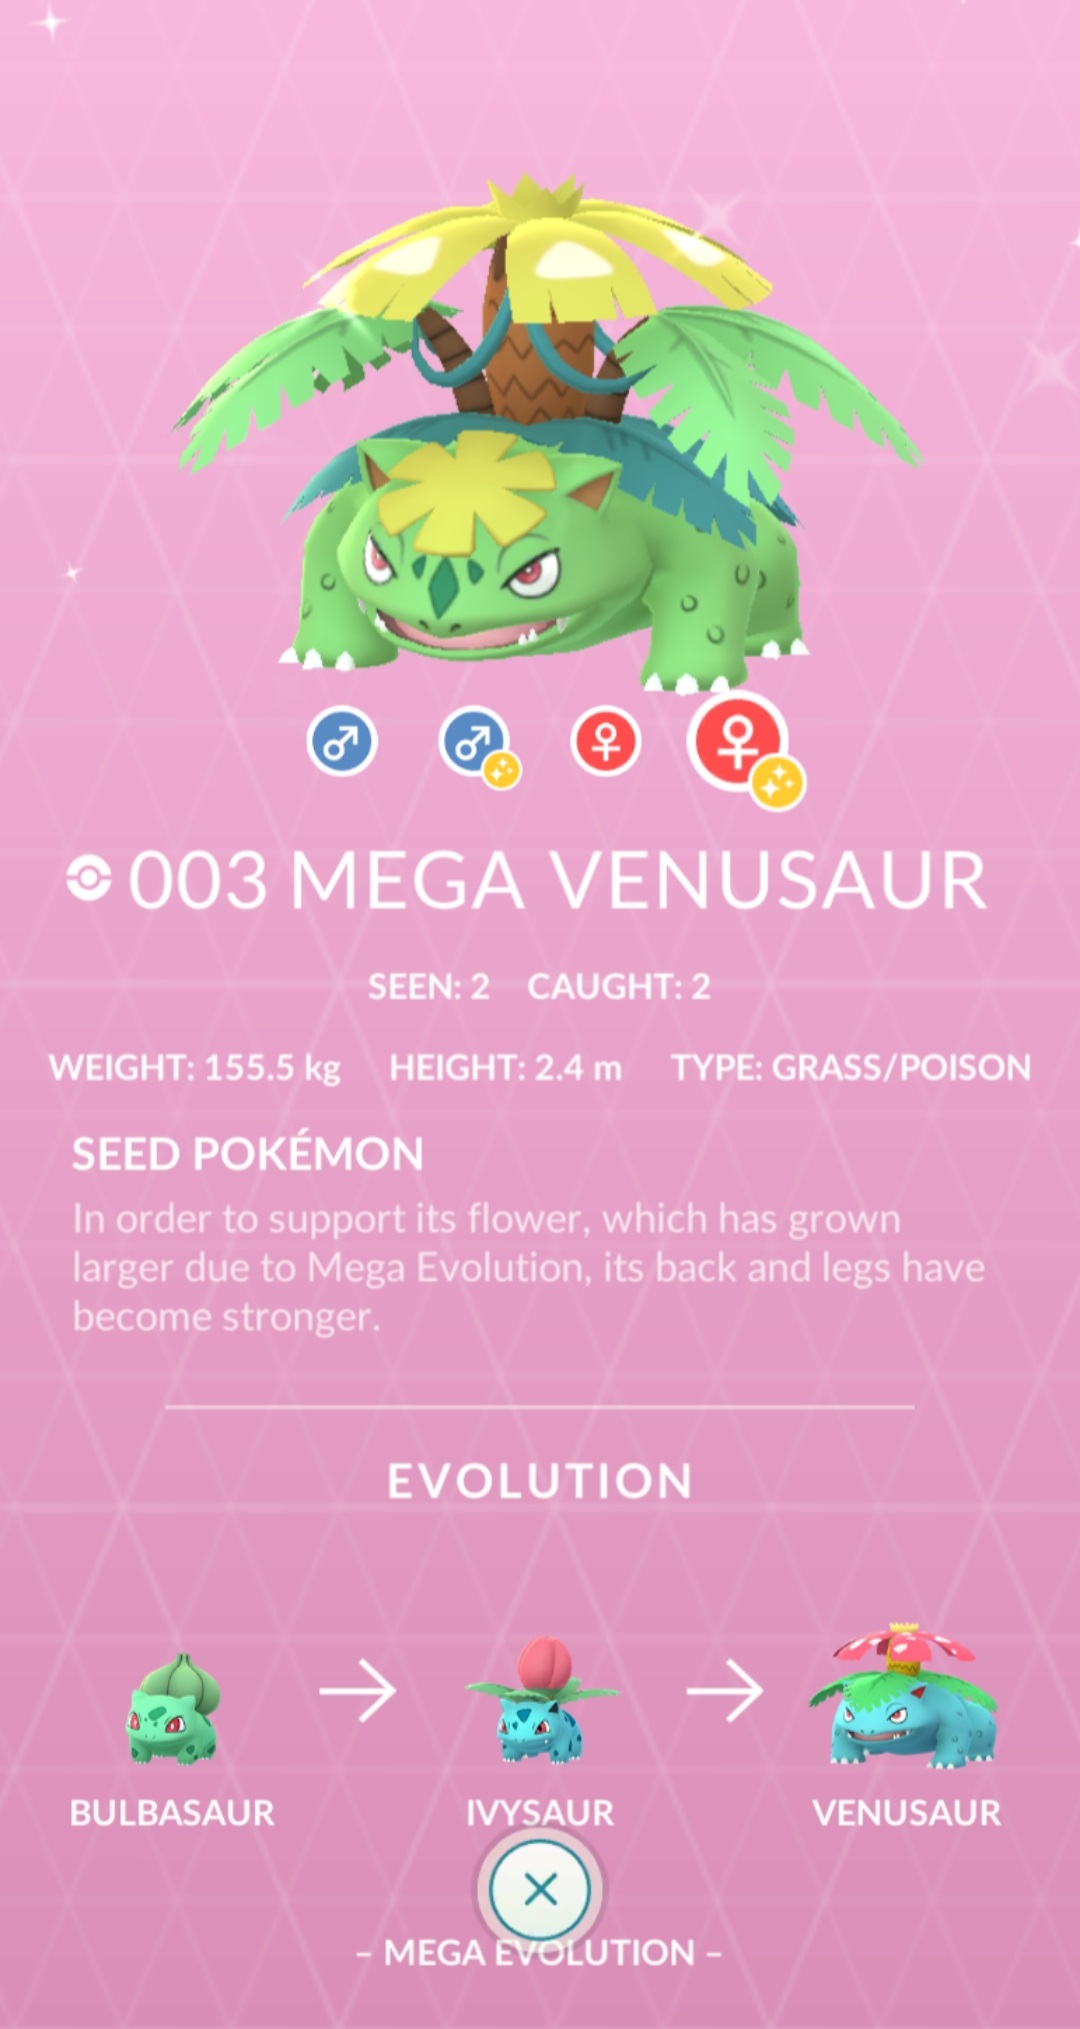 003 MEGA VENUSAUR
SEEN: 2 CAUGHT: 2
WEIGHT: 155.5 kg HEIGHT: 2.4 m TYPE: GRASS/POISON
SEED POKÉMON
In order to support its flower, which has grown
larger due to Mega Evolution, its back and legs have
become stronger.
EVOLUTION
BULBASAUR IVYSAUR VENUSAUR
– MEGA EVOLUTION –